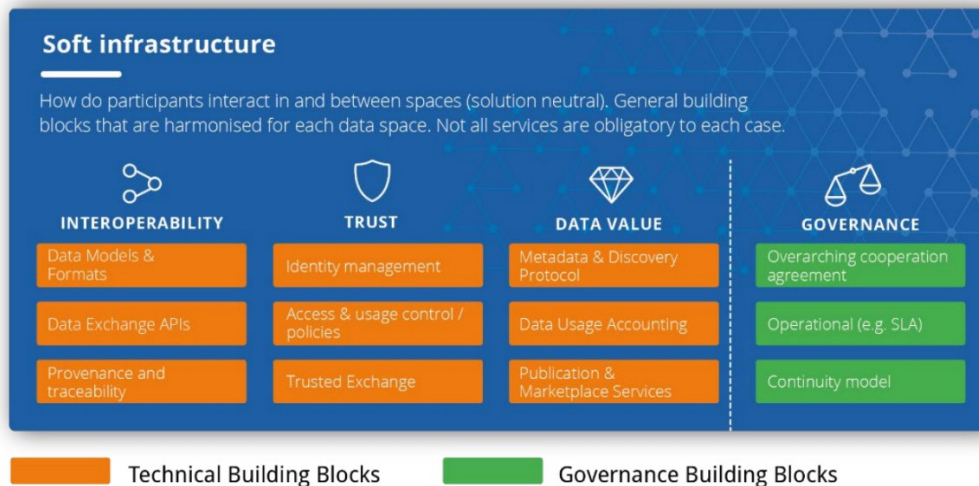 Soft infrastructure
How do participants interact in and between spaces (solution neutral). General building
blocks that are harmonised for each data space. Not all services are obligatory to each case.
INTEROPERABILITY
Data Models &
Formats
Data Exchange APIs
Provenance and
traceability
TRUST
Identity management
Access & usage control /
policies
Trusted Exchange
DATA VALUE
Metadata & Discovery
Protocol
Data Usage Accounting
Publication &
Marketplace Services
GOVERNANCE
Overarching cooperation
agreement
Operational (e.g. SLA)
Continuity model
Technical Building Blocks
Governance Building Blocks